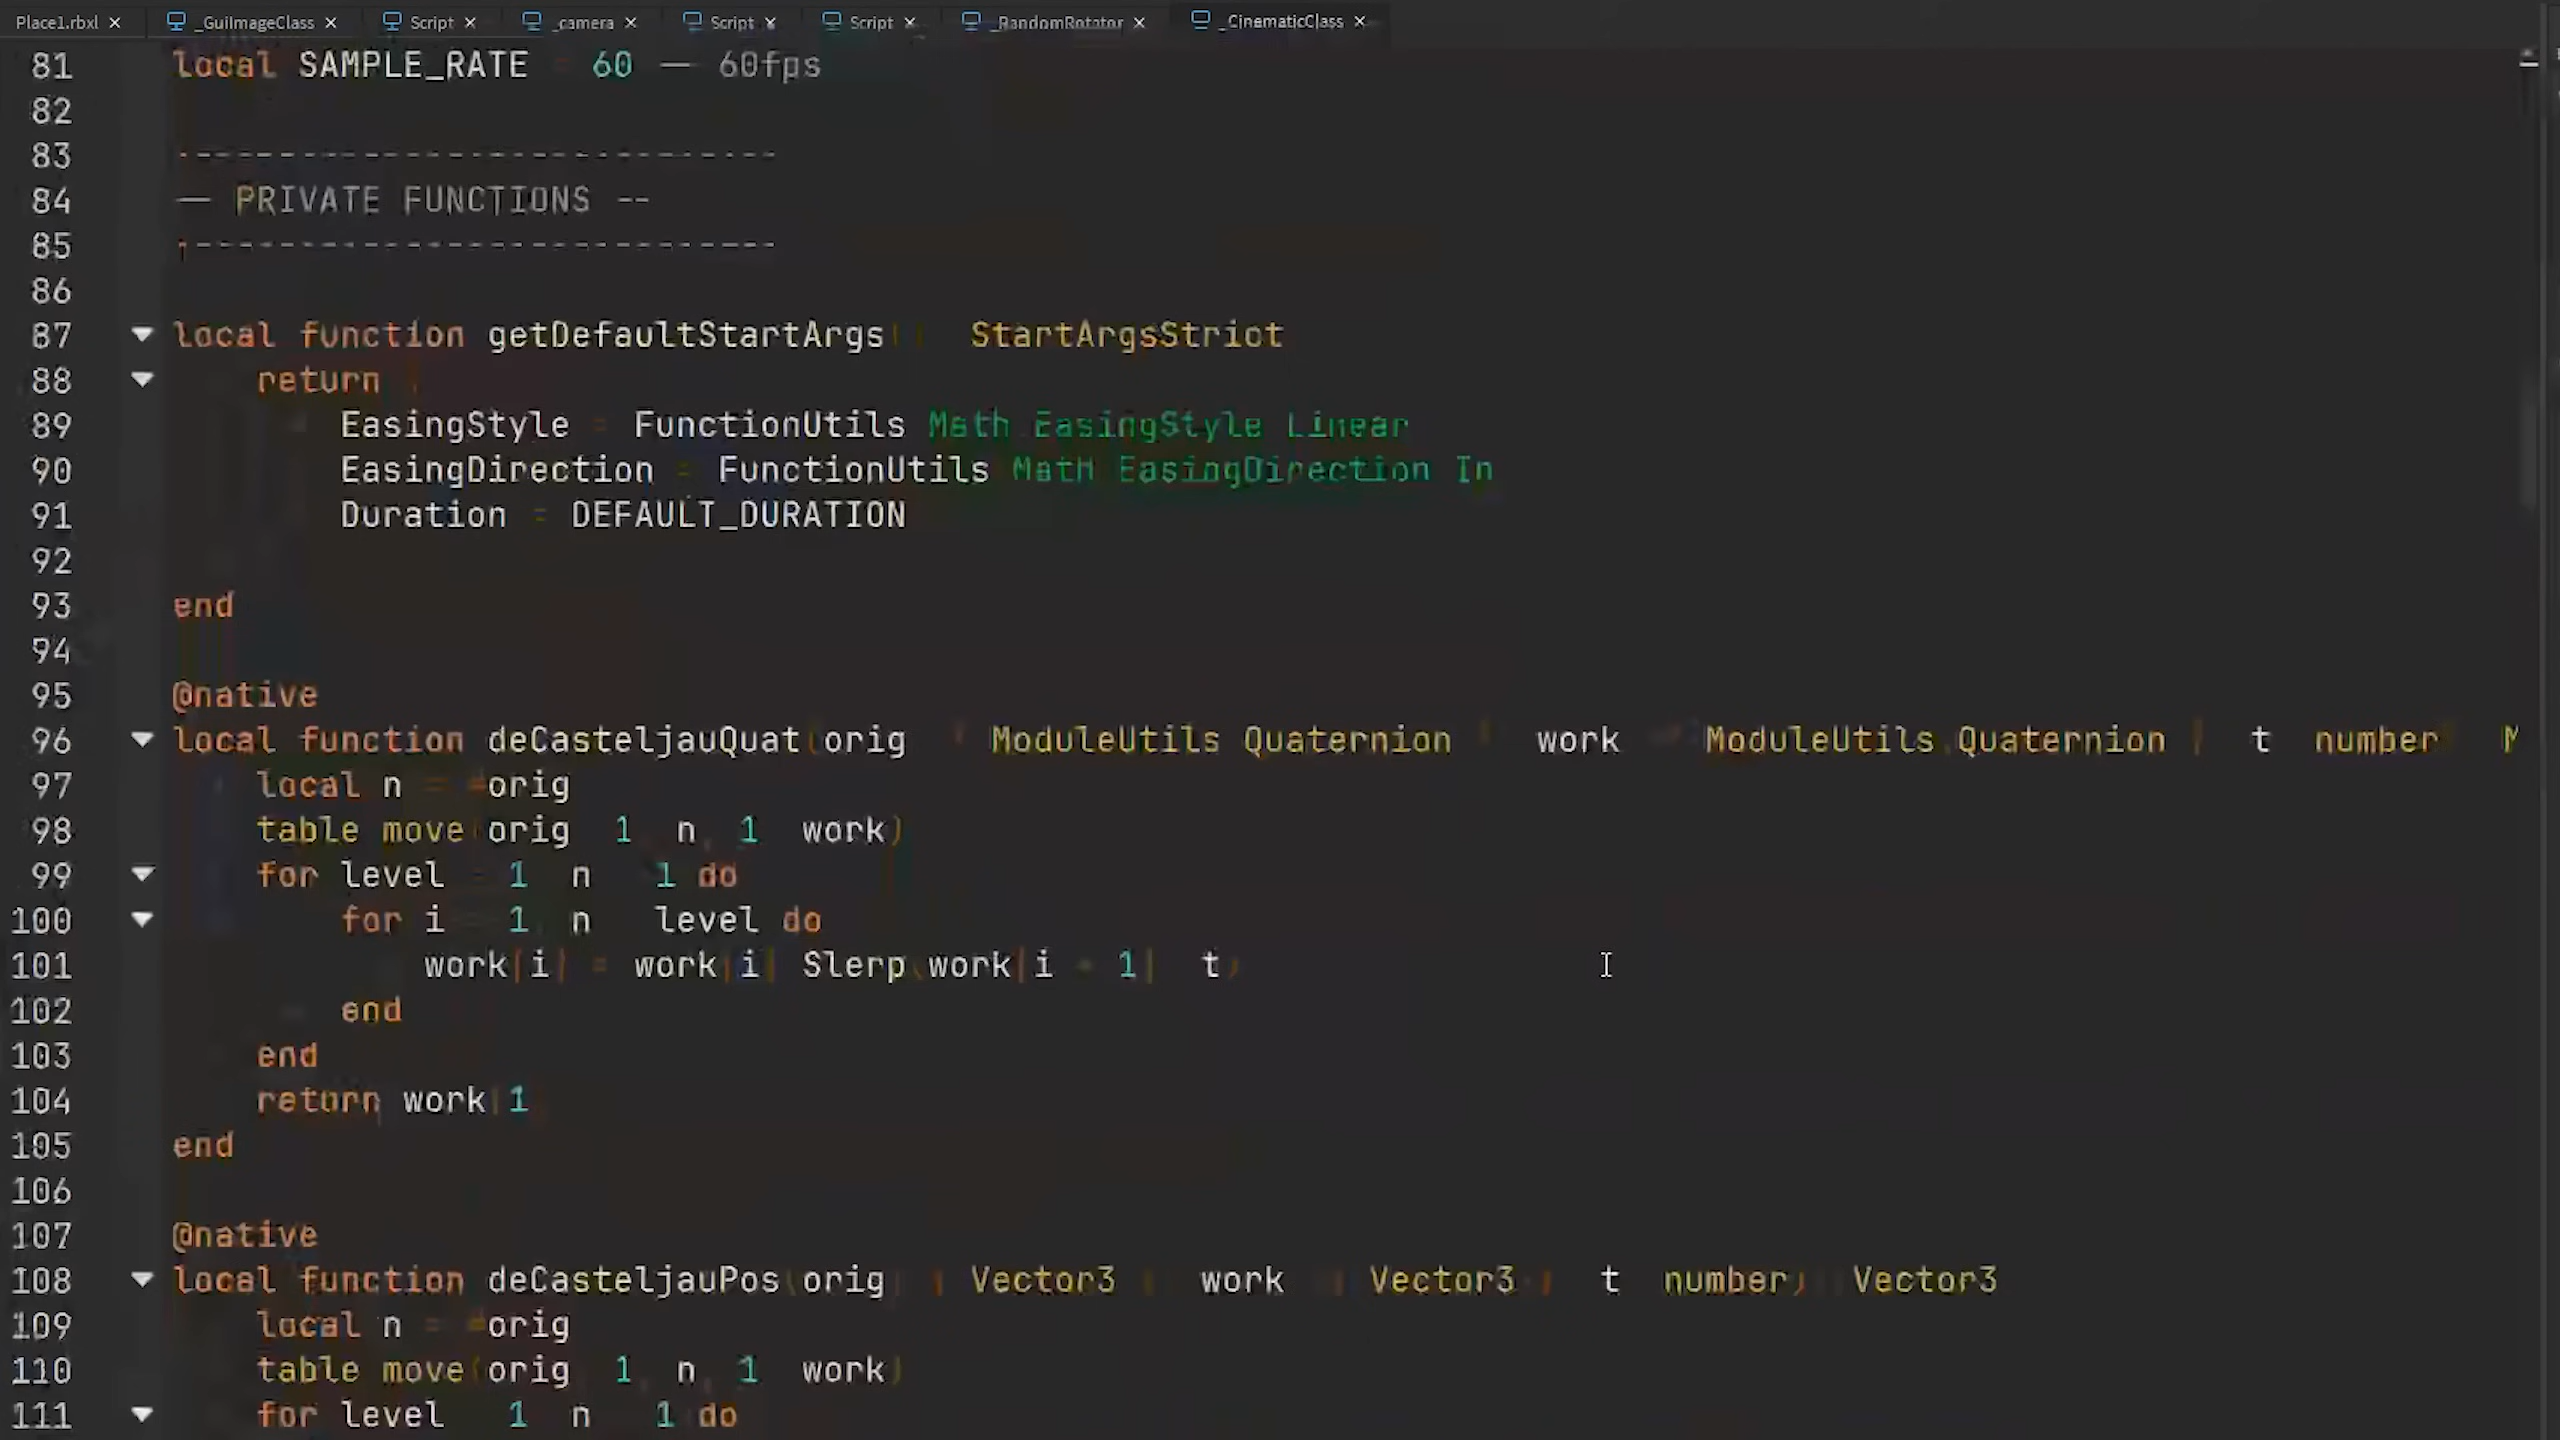 Place1.rbxl × _GuiImageClass × Script × _camera × Script × Script × _RandomRotator × _CinematicClass ×
81 local SAMPLE_RATE = 60 -- 60fps
82
83 -----------------------------
84 -- PRIVATE FUNCTIONS --
85 -----------------------------
86
87 local function getDefaultStartArgs() StartArgsStrict
88 return {
89 EasingStyle = FunctionUtils Math EasingStyle Linear
90 EasingDirection = FunctionUtils Math EasingDirection In
91 Duration = DEFAULT_DURATION
92
93 end
94
95 @native
96 local function deCasteljauQuat(orig ModuleUtils Quaternion work ModuleUtils.Quaternion t number
97 local n = #orig
98 table move(orig 1, n, 1 work)
99 for level = 1 n 1 do
100 for i = 1, n level do
101 work[i] = work[i] Slerp(work[i + 1] t)
102 end
103 end
104 return work[1
105 end
106
107 @native
108 local function deCasteljauPos(orig { Vector3 work { Vector3 } t number) Vector3
109 local n = #orig
110 table move(orig 1, n, 1 work)
111 for level 1 n 1 do